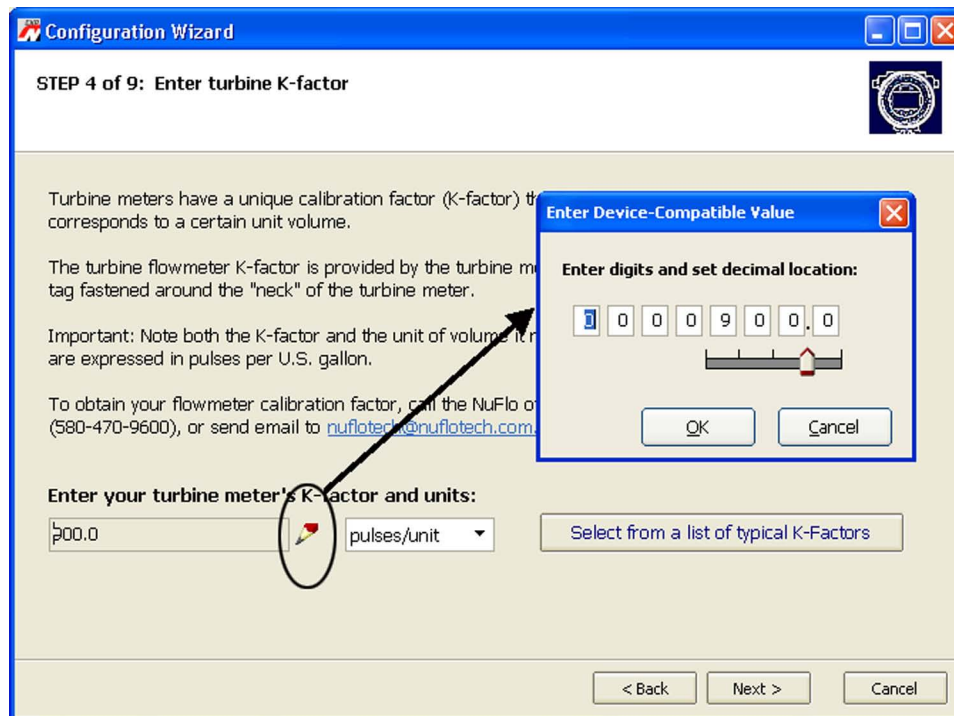 Configuration Wizard
STEP 4 of 9: Enter turbine K-factor
Turbine meters have a unique calibration factor (K-factor)
corresponds to a certain unit volume.
The turbine flowmeter K-factor is provided by the turbine
tag fastened around the "neck" of the turbine meter.
Important: Note both the K-factor and the unit of volume it
are expressed in pulses per U.S. gallon.
To obtain your flowmeter calibration factor, call the NuFlo
(580-470-9600), or send email to nuflotech@nuflotech.com.
Enter your turbine meter's K-factor and units:
900.0
pulses/unit
Select from a list of typical K-Factors
Enter Device-Compatible Value
Enter digits and set decimal location:
0 0 0 0 9 0 0.0
OK
Cancel
< Back
Next >
Cancel